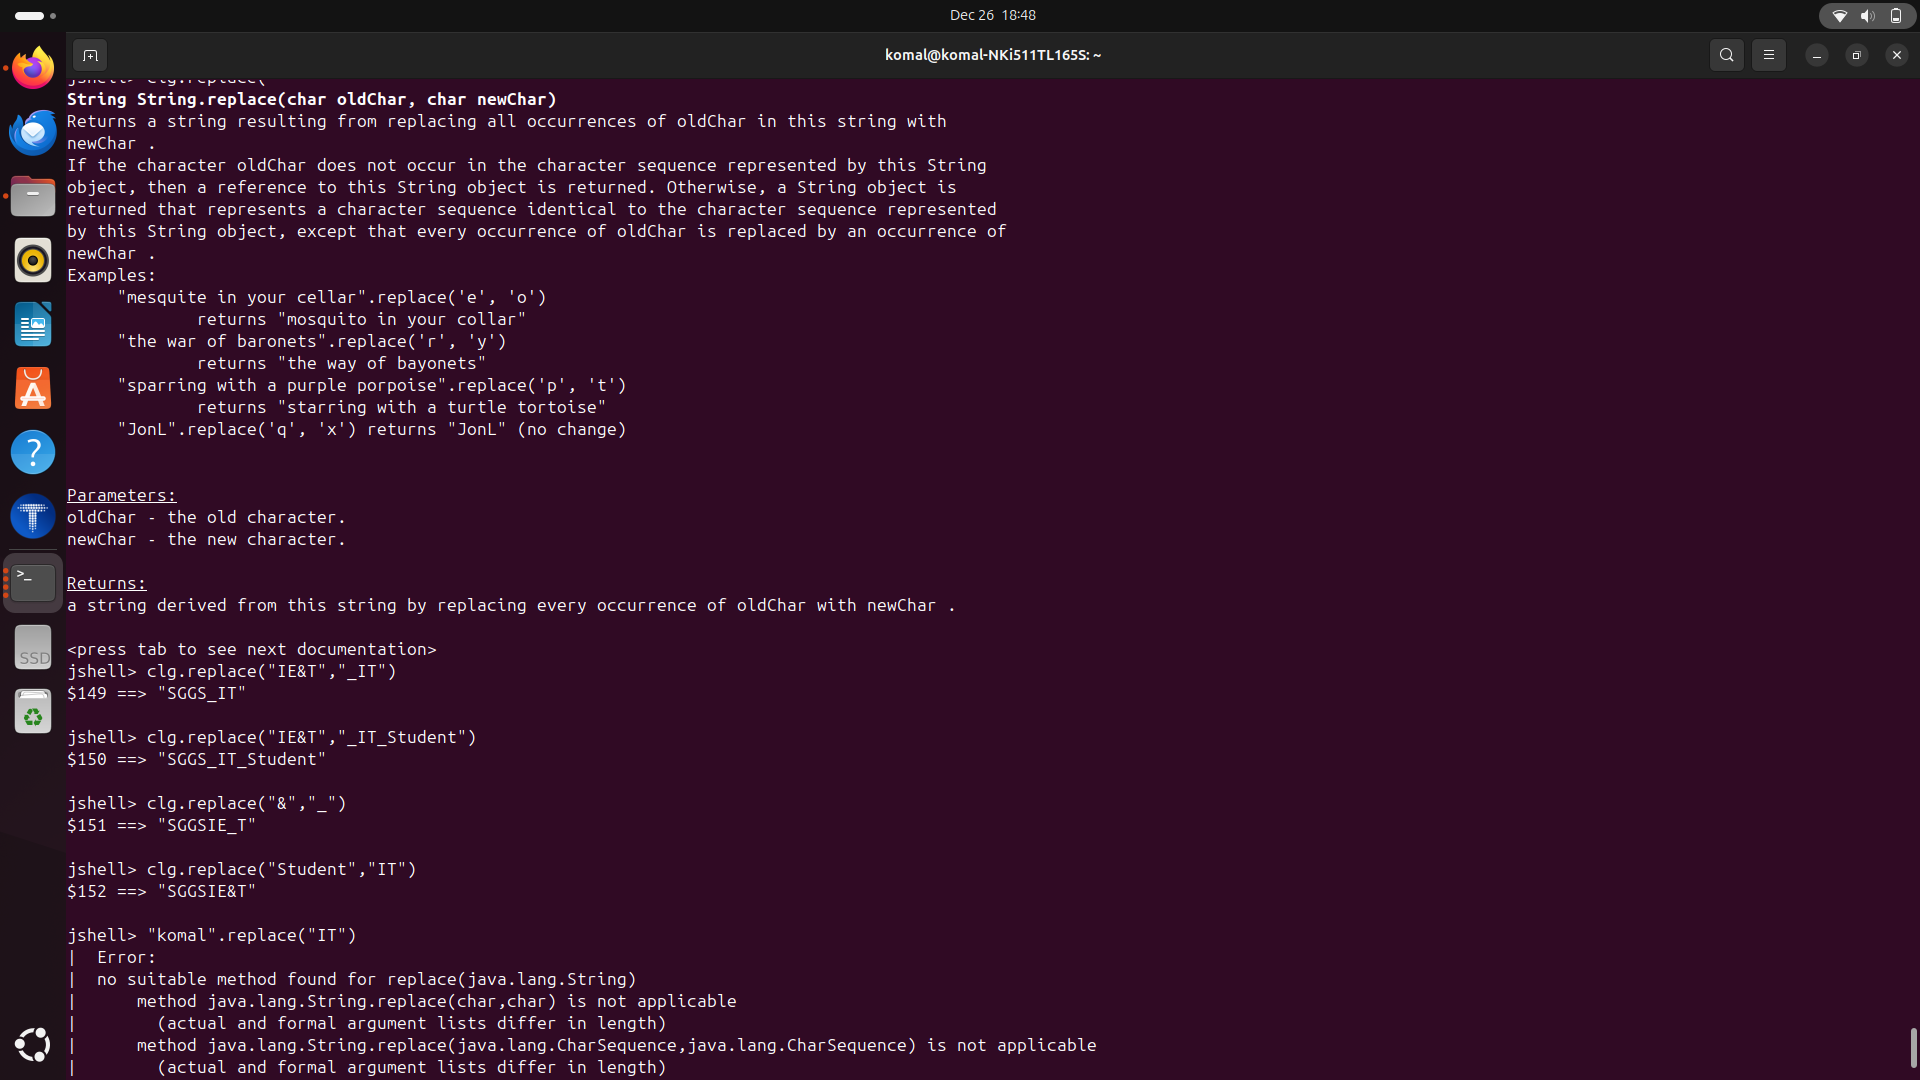 Dec 26 18:48
komal@komal-NKi511TL165S: ~
jshell> clg.replace(
String String.replace(char oldChar, char newChar)
Returns a string resulting from replacing all occurrences of oldChar in this string with
newChar .
If the character oldChar does not occur in the character sequence represented by this String
object, then a reference to this String object is returned. Otherwise, a String object is
returned that represents a character sequence identical to the character sequence represented
by this String object, except that every occurrence of oldChar is replaced by an occurrence of
newChar .
Examples:
"mesquite in your cellar".replace('e', 'o')
returns "mosquito in your collar"
"the war of baronets".replace('r', 'y')
returns "the way of bayonets"
"sparring with a purple porpoise".replace('p', 't')
returns "starring with a turtle tortoise"
"JonL".replace('q', 'x') returns "JonL" (no change)
Parameters:
oldChar - the old character.
newChar - the new character.
Returns:
a string derived from this string by replacing every occurrence of oldChar with newChar .
<press tab to see next documentation>
jshell> clg.replace("IE&T","_IT")
$149 ==> "SGGS_IT"
jshell> clg.replace("IE&T","_IT_Student")
$150 ==> "SGGS_IT_Student"
jshell> clg.replace("&","_")
$151 ==> "SGGSIE_T"
jshell> clg.replace("Student","IT")
$152 ==> "SGGSIE&T"
jshell> "komal".replace("IT")
| Error:
| no suitable method found for replace(java.lang.String)
| method java.lang.String.replace(char,char) is not applicable
| (actual and formal argument lists differ in length)
| method java.lang.String.replace(java.lang.CharSequence,java.lang.CharSequence) is not applicable
| (actual and formal argument lists differ in length)
SSD